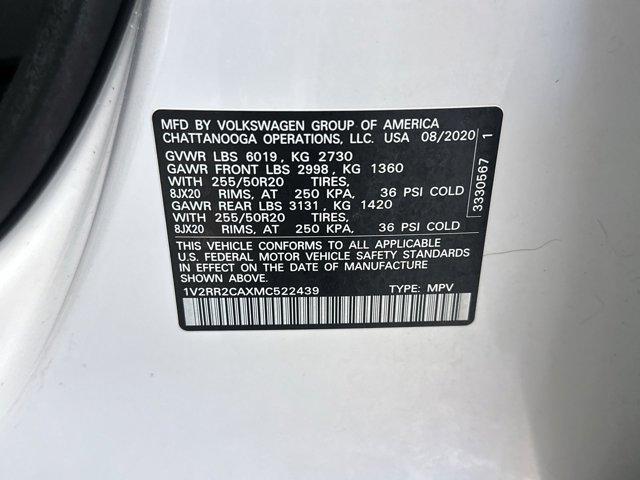 MFD BY VOLKSWAGEN GROUP OF AMERICA
CHATTANOOGA OPERATIONS, LLC. USA 08/2020
GVWR LBS 6019, KG 2730
GAWR FRONT LBS 2998, KG 1360
WITH 255/50R20 TIRES,
8JX20 RIMS, AT 250 KPA, 36 PSI COLD
GAWR REAR LBS 3131, KG 1420
WITH 255/50R20 TIRES,
8JX20 RIMS, AT 250 KPA, 36 PSI COLD
THIS VEHICLE CONFORMS TO ALL APPLICABLE
U.S. FEDERAL MOTOR VEHICLE SAFETY STANDARDS
IN EFFECT ON THE DATE OF MANUFACTURE
1V2RR2CAXMC522439 TYPE: MPV
3330567 1